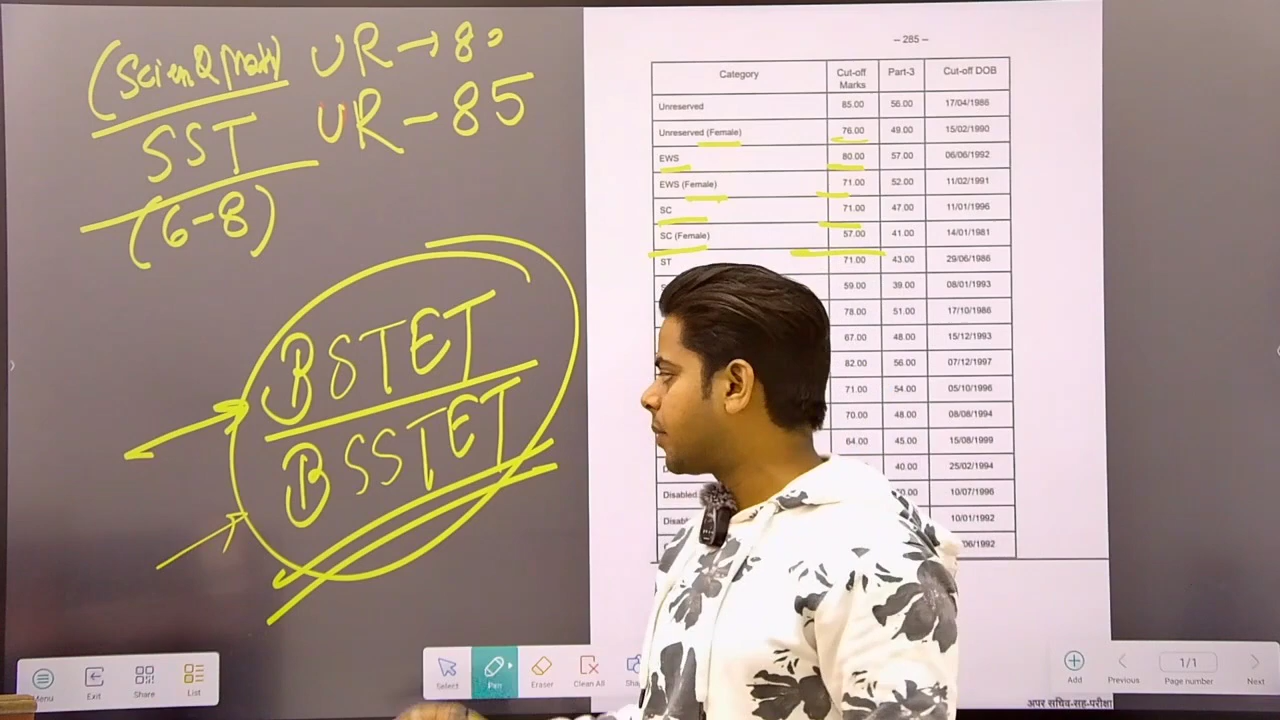 (Scien & Math) UR → 80
SST UR - 85
(6-8)
BSTET
BSSTET
- 285 -
Category Cut-off Marks Part-3 Cut-off DOB
Unreserved 85.00 56.00 17/04/1986
Unreserved (Female) 76.00 49.00 15/02/1990
EWS 80.00 57.00 06/06/1992
EWS (Female) 71.00 52.00 11/02/1991
SC 71.00 47.00 11/01/1996
SC (Female) 57.00 41.00 14/01/1981
ST 71.00 43.00 29/06/1986
59.00 39.00 08/01/1993
78.00 51.00 17/10/1986
67.00 48.00 15/12/1993
82.00 56.00 07/12/1997
71.00 54.00 05/10/1996
70.00 48.00 08/08/1994
64.00 45.00 15/08/1999
40.00 25/02/1994
Disabled 10/07/1996
10/01/1992
06/1992
अपर सचिव-सह-परीक्षा
Menu Exit Share List
Select Pen Eraser Clean All
Add Previous 1/1 Page number Next